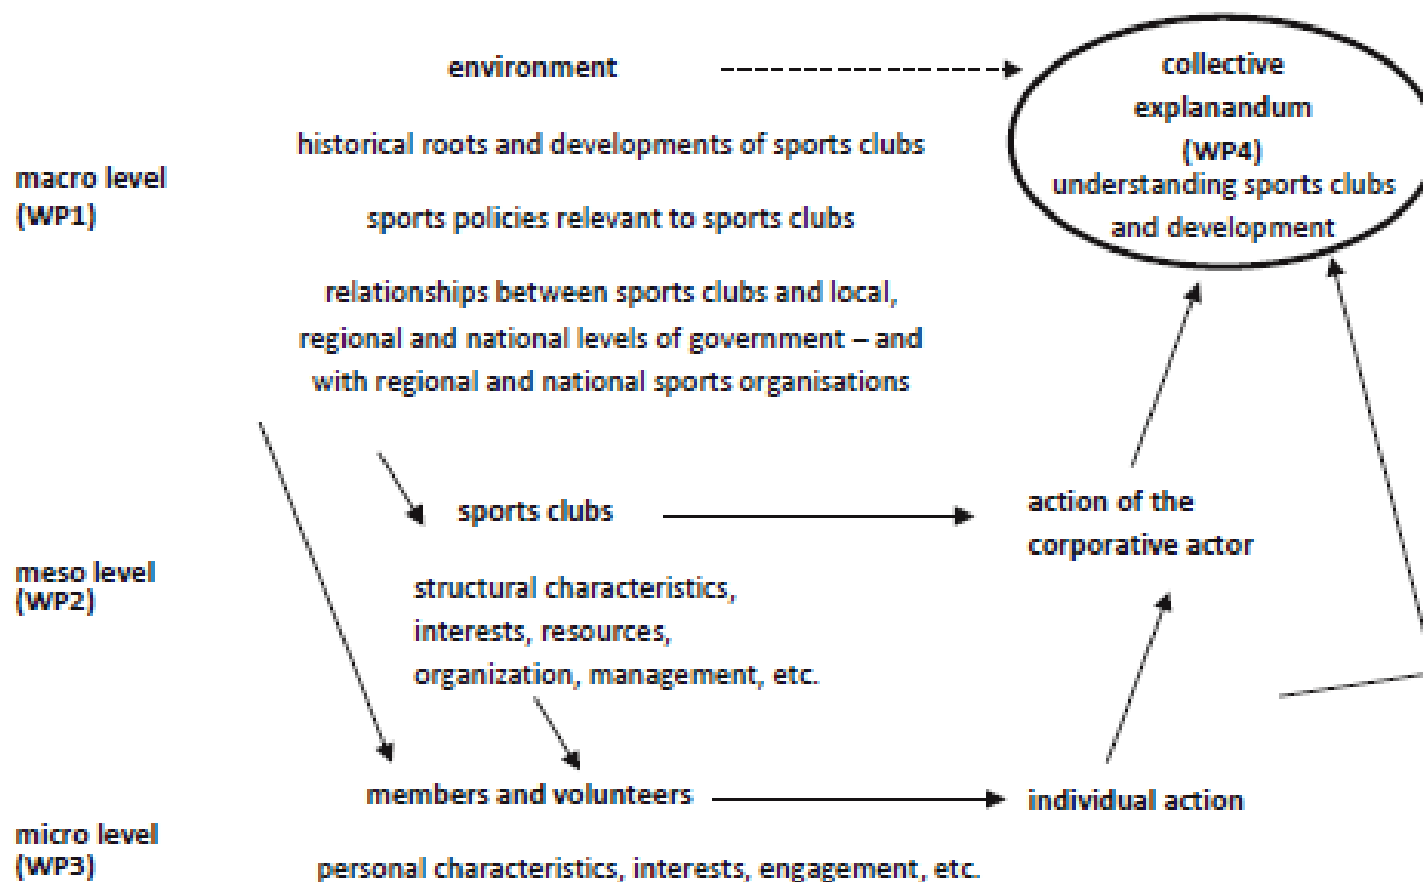 environment
collective
explanandum
(WP4)
understanding sports clubs
and development
macro level
(WP1)
historical roots and developments of sports clubs
sports policies relevant to sports clubs
relationships between sports clubs and local,
regional and national levels of government – and
with regional and national sports organisations
meso level
(WP2)
sports clubs
structural characteristics,
interests, resources,
organization, management, etc.
action of the
corporative actor
micro level
(WP3)
members and volunteers
personal characteristics, interests, engagement, etc.
individual action